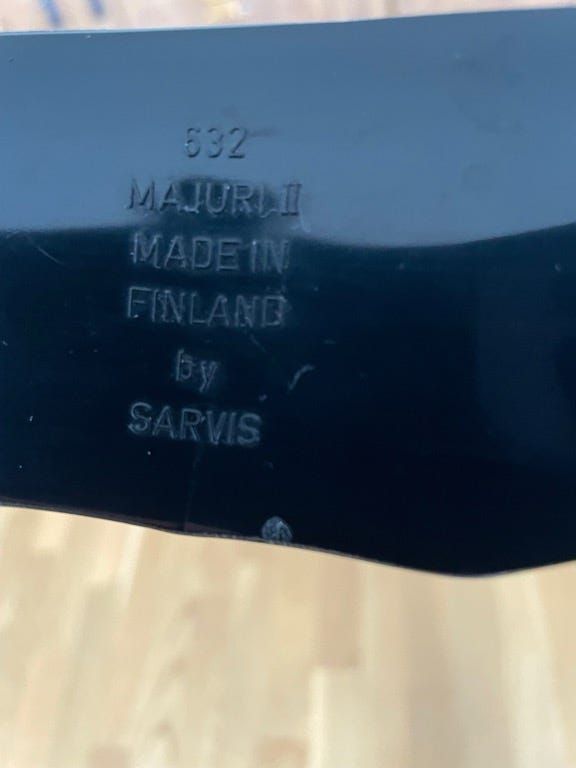 632
MAJURI II
MADE IN
FINLAND
by
SARVIS